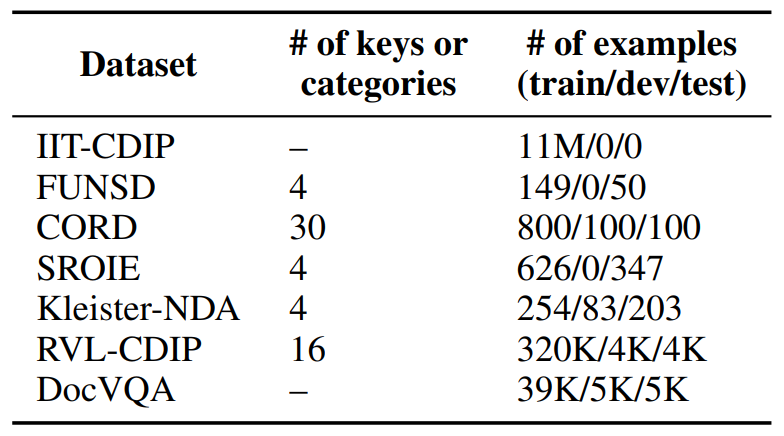 Dataset # of keys or categories # of examples (train/dev/test)
IIT-CDIP – 11M/0/0
FUNSD 4 149/0/50
CORD 30 800/100/100
SROIE 4 626/0/347
Kleister-NDA 4 254/83/203
RVL-CDIP 16 320K/4K/4K
DocVQA – 39K/5K/5K